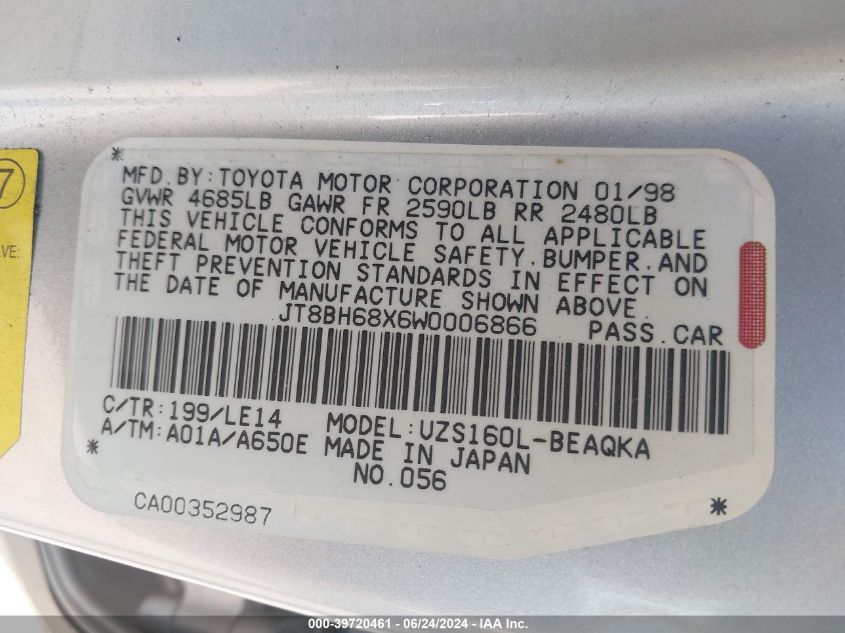 7
VE:
MFD.BY:TOYOTA MOTOR CORPORATION 01/98
GVWR 4685LB GAWR FR 2590LB RR 2480LB
THIS VEHICLE CONFORMS TO ALL APPLICABLE
FEDERAL MOTOR VEHICLE SAFETY,BUMPER,AND
THEFT PREVENTION STANDARDS IN EFFECT ON
THE DATE OF MANUFACTURE SHOWN ABOVE.
JT8BH68X6W0006866 PASS.CAR
C/TR:199/LE14 MODEL:UZS160L-BEAQKA
A/TM:A01A/A650E MADE IN JAPAN
NO.056
CA00352987
000-39720461 - 06/24/2024 - IAA Inc.